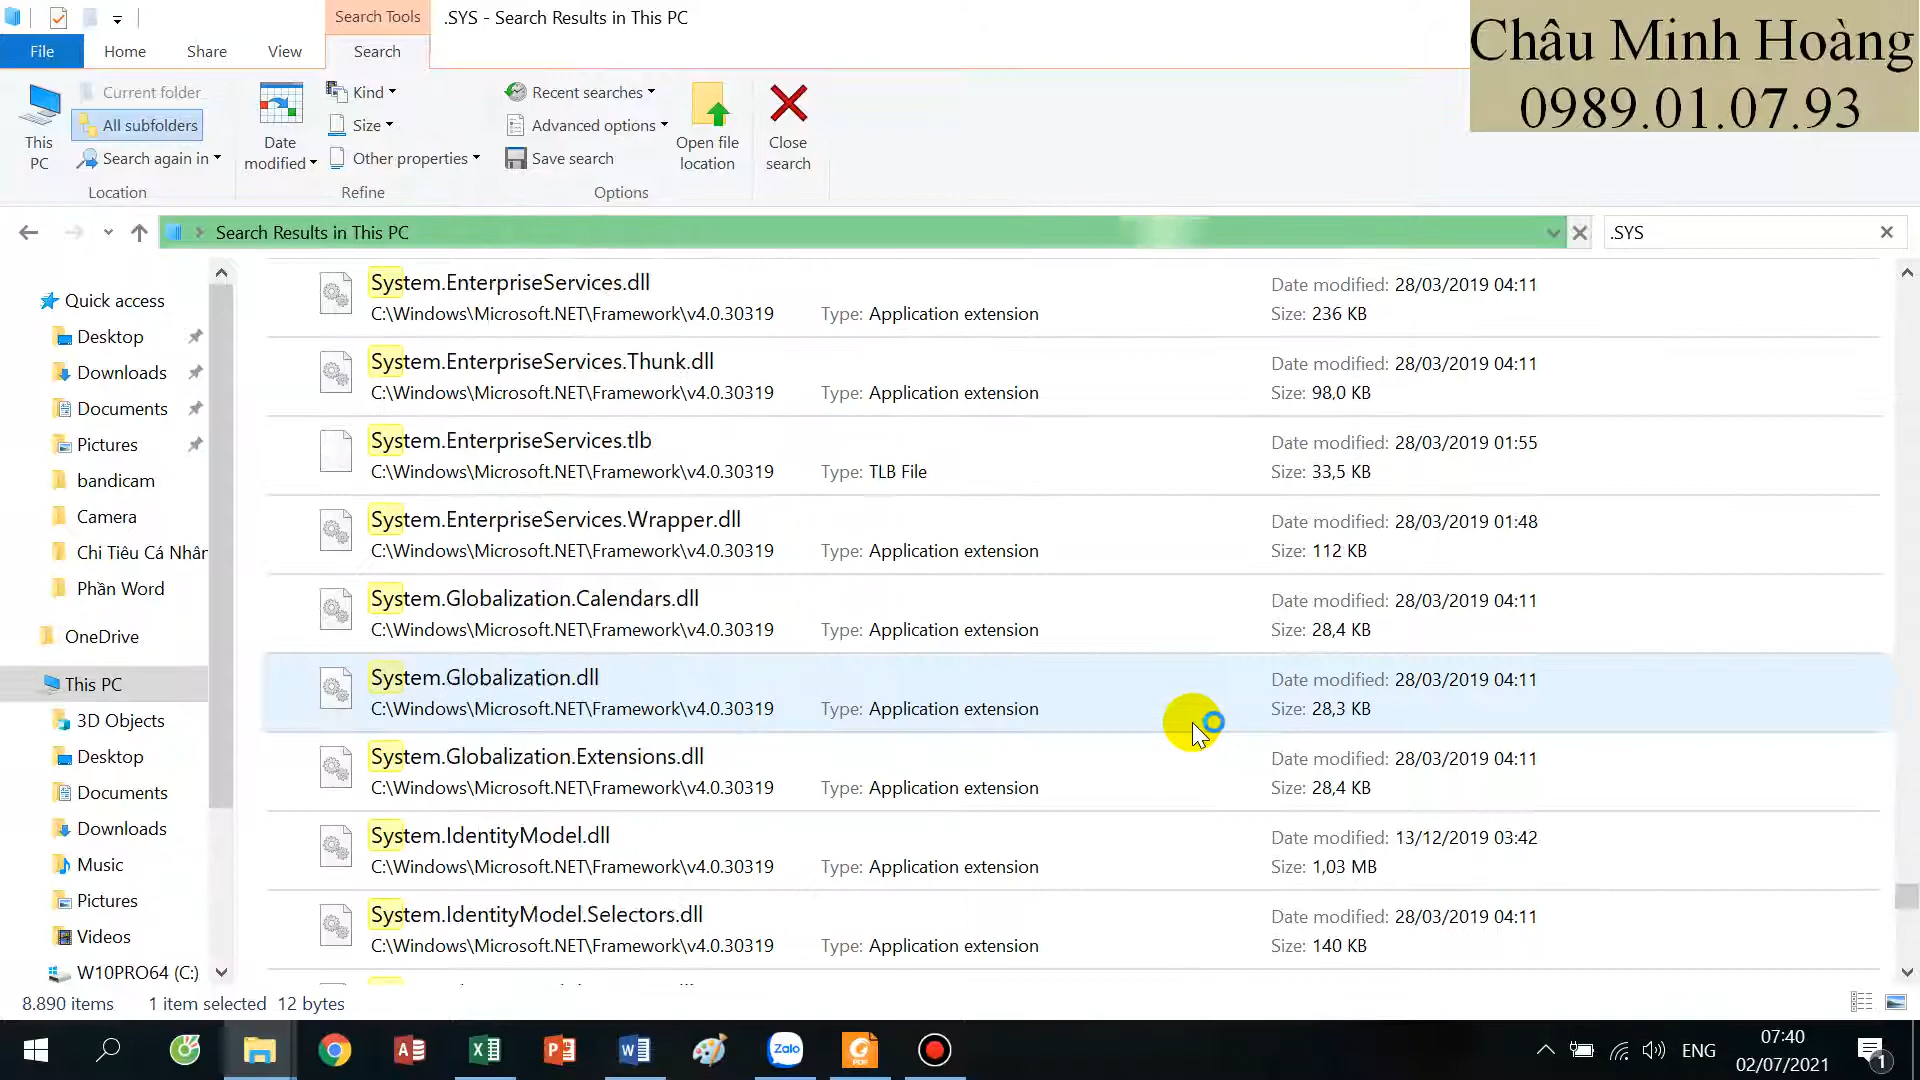 Search Tools
.SYS - Search Results in This PC
Châu Minh Hoàng
0989.01.07.93
File
Home
Share
View
Search
This PC
Current folder
All subfolders
Search again in
Location
Date modified
Kind
Size
Other properties
Refine
Recent searches
Advanced options
Save search
Options
Open file location
Close search
Search Results in This PC
.SYS
Quick access
Desktop
Downloads
Documents
Pictures
bandicam
Camera
Chi Tiêu Cá Nhân
Phần Word
OneDrive
This PC
3D Objects
Desktop
Documents
Downloads
Music
Pictures
Videos
W10PRO64 (C:)
System.EnterpriseServices.dll
Date modified: 28/03/2019 04:11
C:\Windows\Microsoft.NET\Framework\v4.0.30319
Type: Application extension
Size: 236 KB
System.EnterpriseServices.Thunk.dll
Date modified: 28/03/2019 04:11
C:\Windows\Microsoft.NET\Framework\v4.0.30319
Type: Application extension
Size: 98,0 KB
System.EnterpriseServices.tlb
Date modified: 28/03/2019 01:55
C:\Windows\Microsoft.NET\Framework\v4.0.30319
Type: TLB File
Size: 33,5 KB
System.EnterpriseServices.Wrapper.dll
Date modified: 28/03/2019 01:48
C:\Windows\Microsoft.NET\Framework\v4.0.30319
Type: Application extension
Size: 112 KB
System.Globalization.Calendars.dll
Date modified: 28/03/2019 04:11
C:\Windows\Microsoft.NET\Framework\v4.0.30319
Type: Application extension
Size: 28,4 KB
System.Globalization.dll
Date modified: 28/03/2019 04:11
C:\Windows\Microsoft.NET\Framework\v4.0.30319
Type: Application extension
Size: 28,3 KB
System.Globalization.Extensions.dll
Date modified: 28/03/2019 04:11
C:\Windows\Microsoft.NET\Framework\v4.0.30319
Type: Application extension
Size: 28,4 KB
System.IdentityModel.dll
Date modified: 13/12/2019 03:42
C:\Windows\Microsoft.NET\Framework\v4.0.30319
Type: Application extension
Size: 1,03 MB
System.IdentityModel.Selectors.dll
Date modified: 28/03/2019 04:11
C:\Windows\Microsoft.NET\Framework\v4.0.30319
Type: Application extension
Size: 140 KB
8.890 items
1 item selected
12 bytes
Zalo
PDF
ENG
07:40
02/07/2021
1